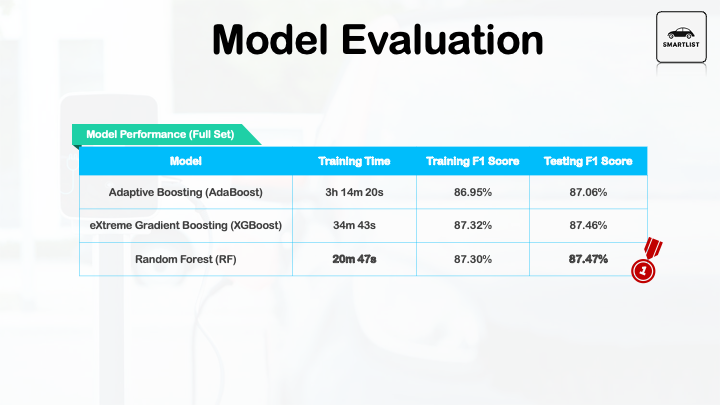 Model Evaluation
SMARTLIST
Model Performance (Full Set)
Model Training Time Training F1 Score Testing F1 Score
Adaptive Boosting (AdaBoost) 3h 14m 20s 86.95% 87.06%
eXtreme Gradient Boosting (XGBoost) 34m 43s 87.32% 87.46%
Random Forest (RF) 20m 47s 87.30% 87.47%
1